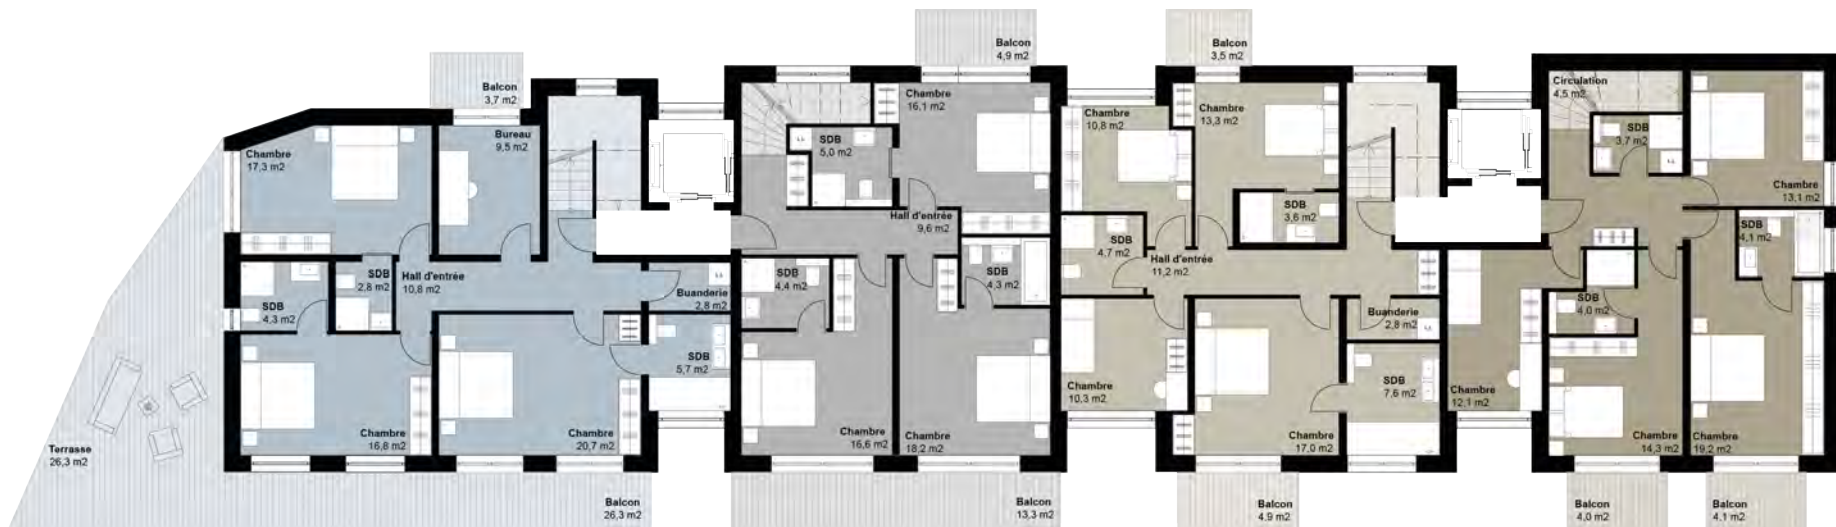 Balcon
3,7 m2
Chambre
17,3 m2
Bureau
9,5 m2
SDB
4,3 m2
SDB
2,8 m2
Hall d'entrée
10,8 m2
Buanderie
2,8 m2
SDB
5,7 m2
Chambre
16,8 m2
Chambre
20,7 m2
Terrasse
26,3 m2
Balcon
26,3 m2
Balcon
4,9 m2
Chambre
16,1 m2
SDB
5,0 m2
Hall d'entrée
9,6 m2
SDB
4,4 m2
SDB
4,3 m2
Chambre
16,6 m2
Chambre
18,2 m2
Balcon
13,3 m2
Balcon
3,5 m2
Chambre
10,8 m2
Chambre
13,3 m2
SDB
3,6 m2
SDB
4,7 m2
Hall d'entrée
11,2 m2
Buanderie
2,8 m2
Chambre
10,3 m2
Chambre
17,0 m2
SDB
7,6 m2
Balcon
4,9 m2
Circulation
4,5 m2
SDB
3,7 m2
Chambre
13,1 m2
SDB
4,1 m2
SDB
4,0 m2
Chambre
12,1 m2
Chambre
14,3 m2
Chambre
19,2 m2
Balcon
4,0 m2
Balcon
4,1 m2